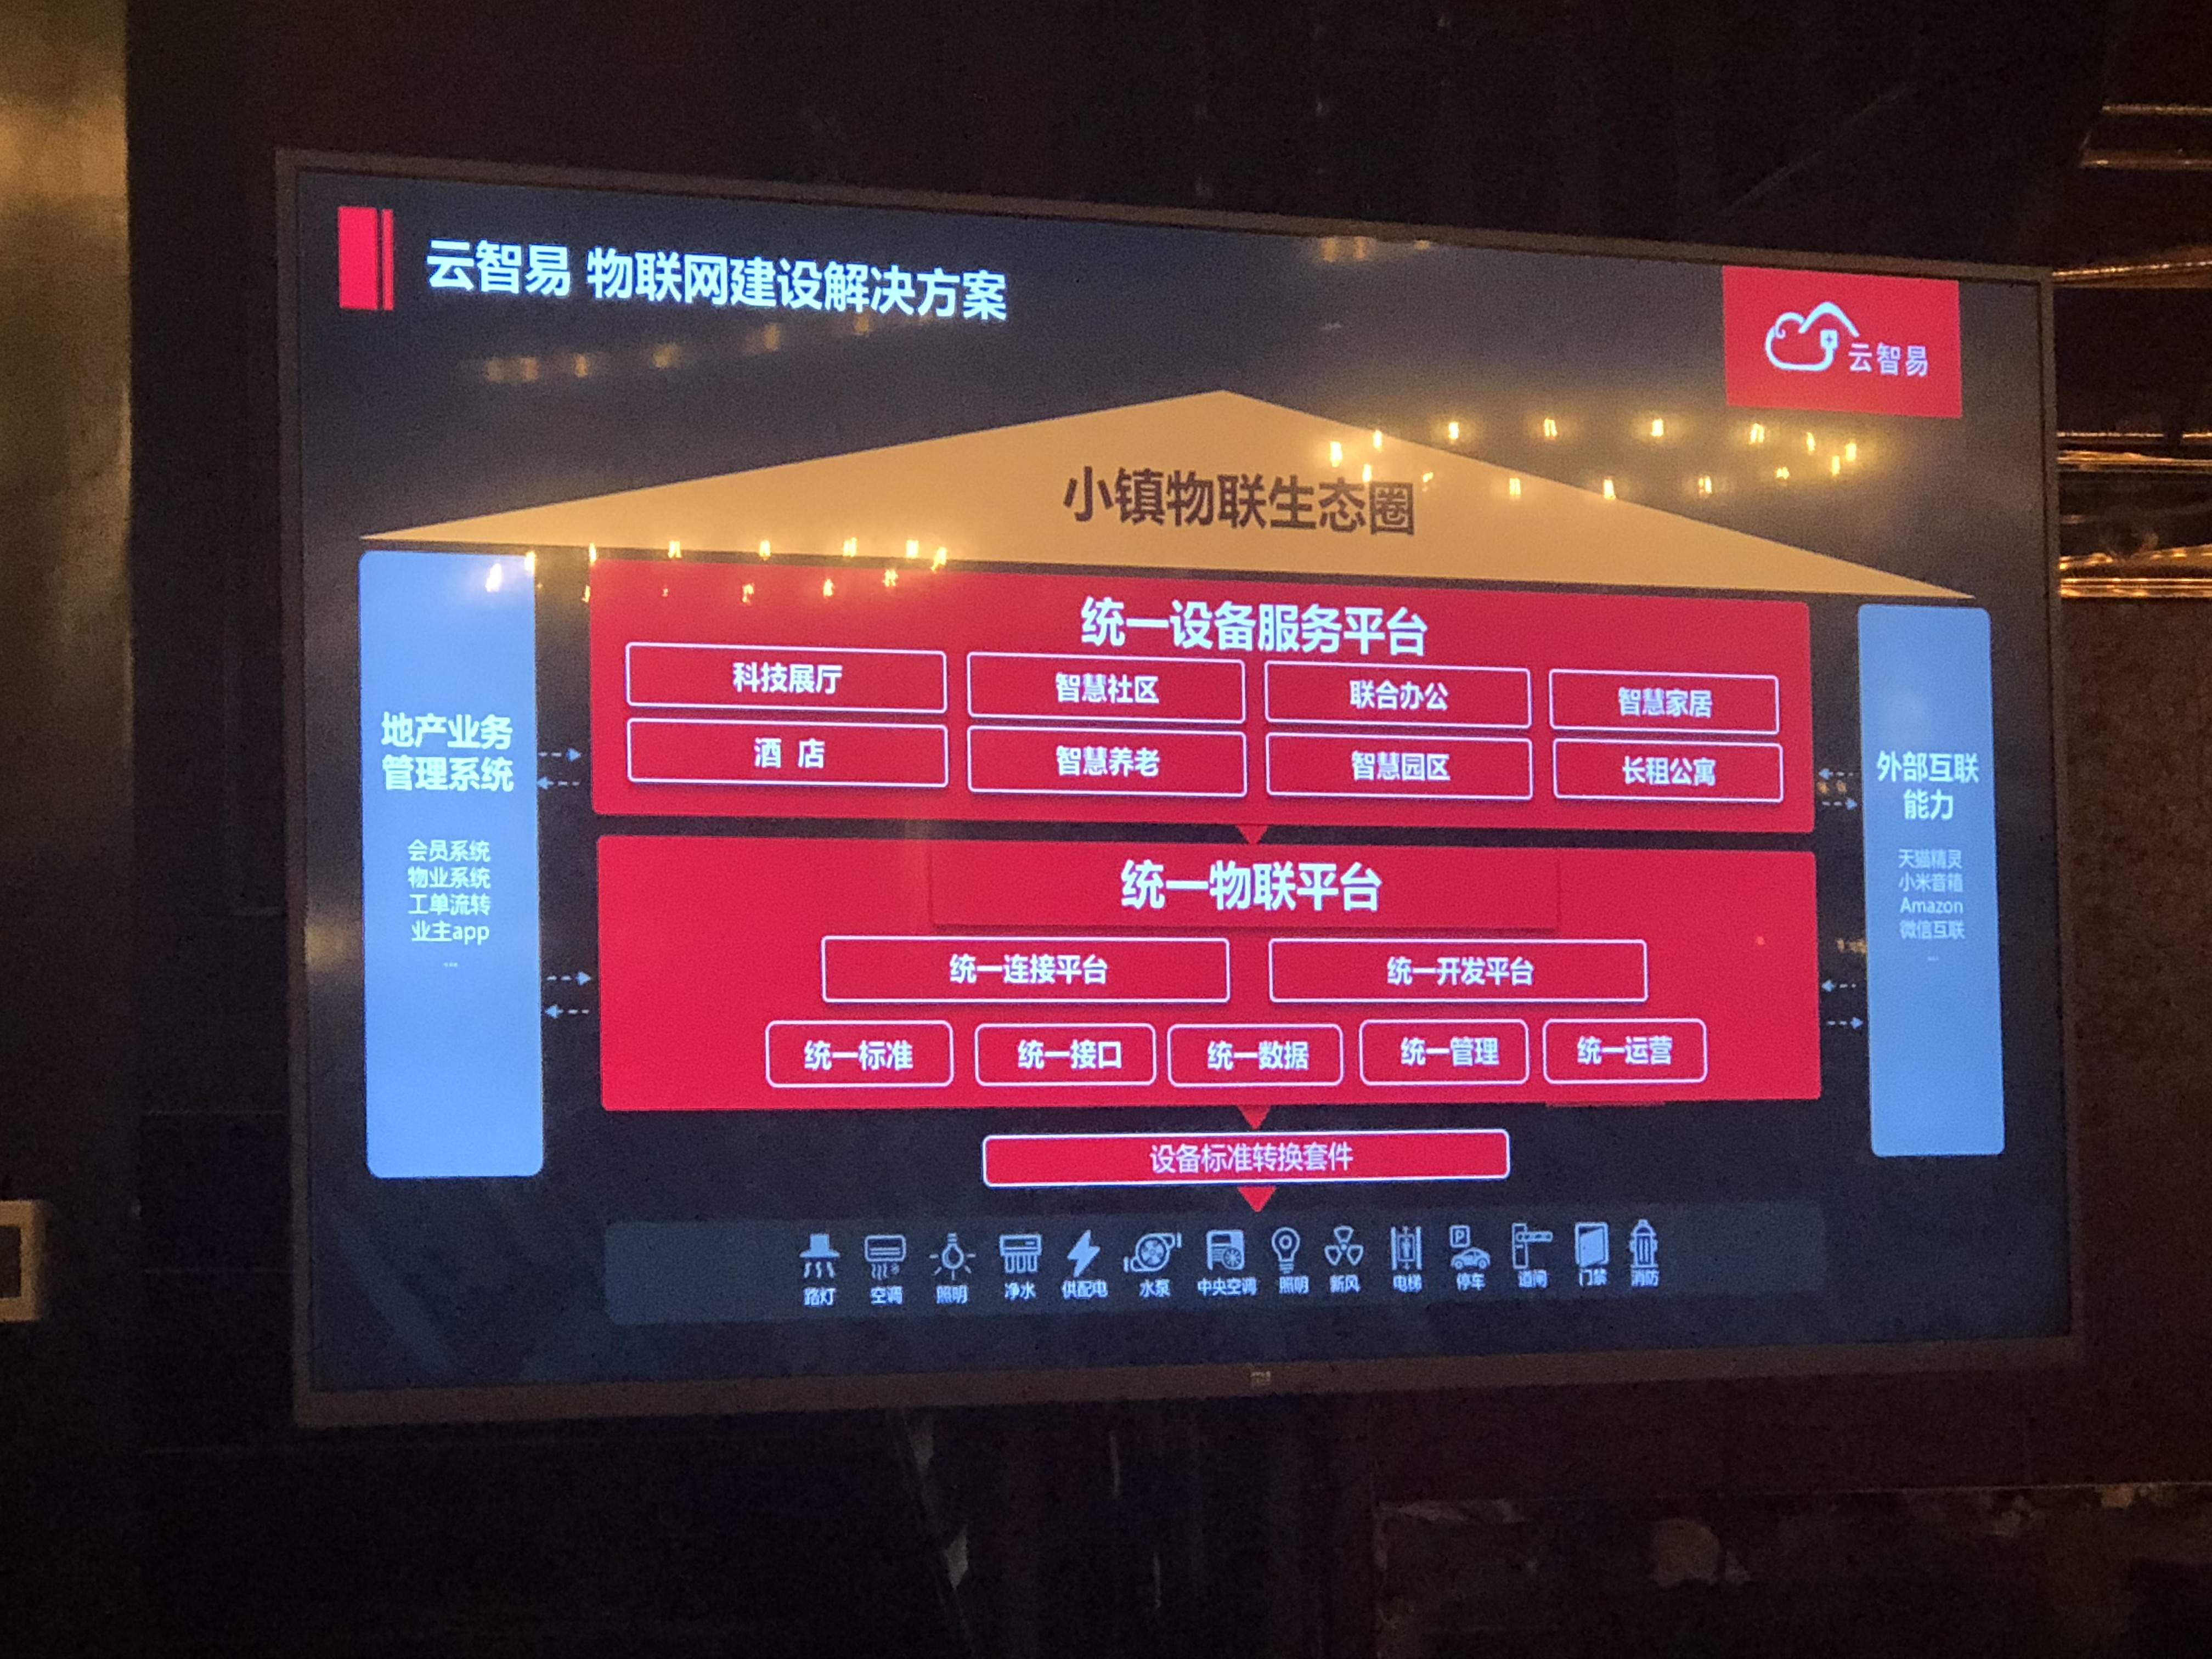 云智易 物联网建设解决方案
云智易
小镇物联生态圈
统一设备服务平台
科技展厅
智慧社区
联合办公
智慧家居
酒 店
智慧养老
智慧园区
长租公寓
地产业务
管理系统
会员系统
物业系统
工单流转
业主app
...
外部互联
能力
天猫精灵
小米音箱
Amazon
微信互联
...
统一物联平台
统一连接平台
统一开发平台
统一标准
统一接口
统一数据
统一管理
统一运营
设备标准转换套件
路灯
空调
照明
净水
供配电
水泵
中央空调
照明
新风
电梯
P
停车
道闸
门禁
消防
mi